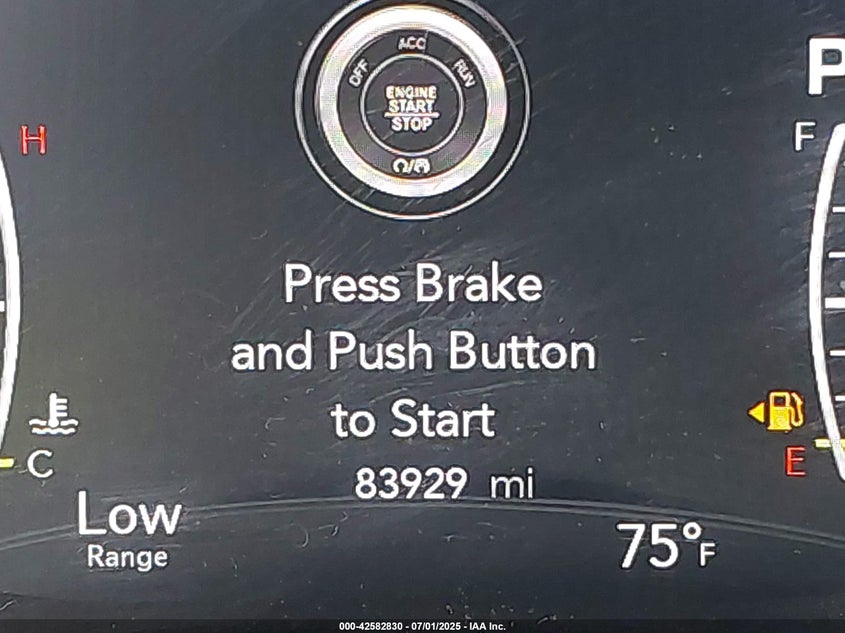 ACC
OFF
RUN
ENGINE
START
STOP
P
H
F
Press Brake
and Push Button
to Start
C
E
83929 mi
Low
Range
75°F
000-42582830 - 07/01/2025 - IAA Inc.